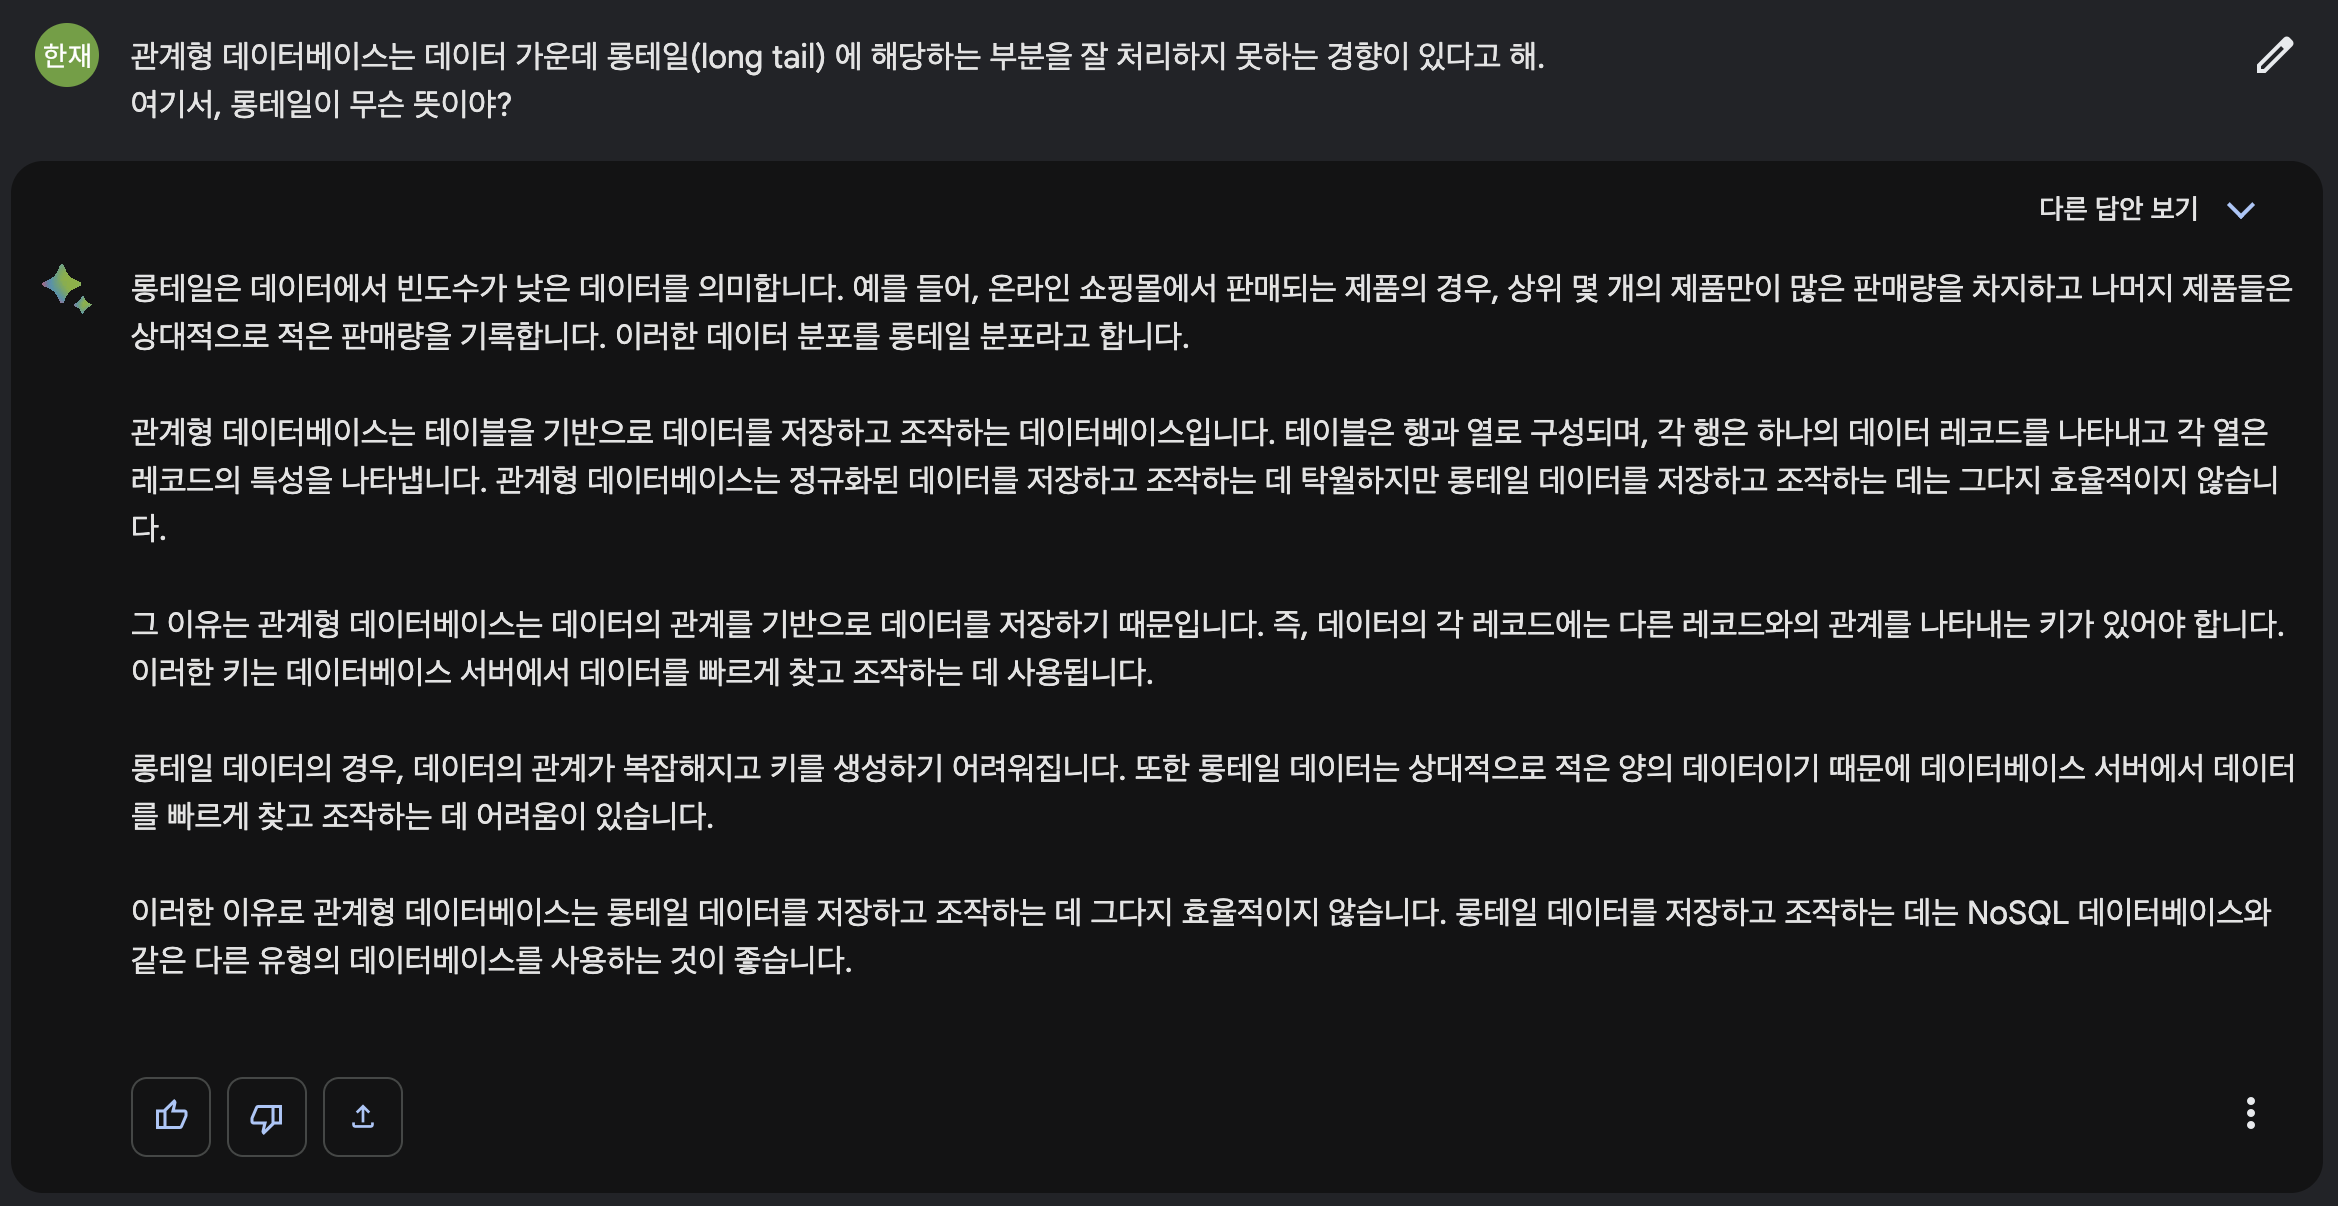 한재
관계형 데이터베이스는 데이터 가운데 롱테일(long tail) 에 해당하는 부분을 잘 처리하지 못하는 경향이 있다고 해.
여기서, 롱테일이 무슨 뜻이야?
다른 답안 보기
롱테일은 데이터에서 빈도수가 낮은 데이터를 의미합니다. 예를 들어, 온라인 쇼핑몰에서 판매되는 제품의 경우, 상위 몇 개의 제품만이 많은 판매량을 차지하고 나머지 제품들은
상대적으로 적은 판매량을 기록합니다. 이러한 데이터 분포를 롱테일 분포라고 합니다.
관계형 데이터베이스는 테이블을 기반으로 데이터를 저장하고 조작하는 데이터베이스입니다. 테이블은 행과 열로 구성되며, 각 행은 하나의 데이터 레코드를 나타내고 각 열은
레코드의 특성을 나타냅니다. 관계형 데이터베이스는 정규화된 데이터를 저장하고 조작하는 데 탁월하지만 롱테일 데이터를 저장하고 조작하는 데는 그다지 효율적이지 않습니
다.
그 이유는 관계형 데이터베이스는 데이터의 관계를 기반으로 데이터를 저장하기 때문입니다. 즉, 데이터의 각 레코드에는 다른 레코드와의 관계를 나타내는 키가 있어야 합니다.
이러한 키는 데이터베이스 서버에서 데이터를 빠르게 찾고 조작하는 데 사용됩니다.
롱테일 데이터의 경우, 데이터의 관계가 복잡해지고 키를 생성하기 어려워집니다. 또한 롱테일 데이터는 상대적으로 적은 양의 데이터이기 때문에 데이터베이스 서버에서 데이터
를 빠르게 찾고 조작하는 데 어려움이 있습니다.
이러한 이유로 관계형 데이터베이스는 롱테일 데이터를 저장하고 조작하는 데 그다지 효율적이지 않습니다. 롱테일 데이터를 저장하고 조작하는 데는 NoSQL 데이터베이스와
같은 다른 유형의 데이터베이스를 사용하는 것이 좋습니다.